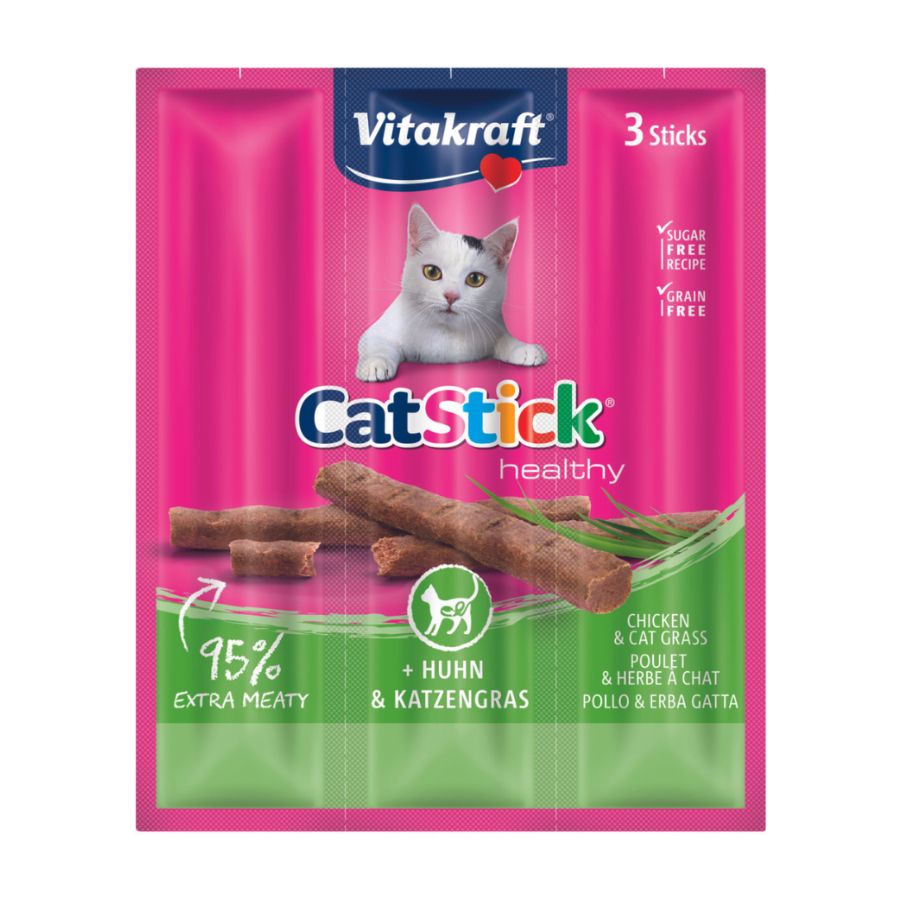 Vitakraft®
3 Sticks
SUGAR
FREE
RECIPE
GRAIN
FREE
CatStick®
healthy
95%
EXTRA MEATY
+ HUHN
& KATZENGRAS
CHICKEN
& CAT GRASS
POULET
& HERBE À CHAT
POLLO & ERBA GATTA